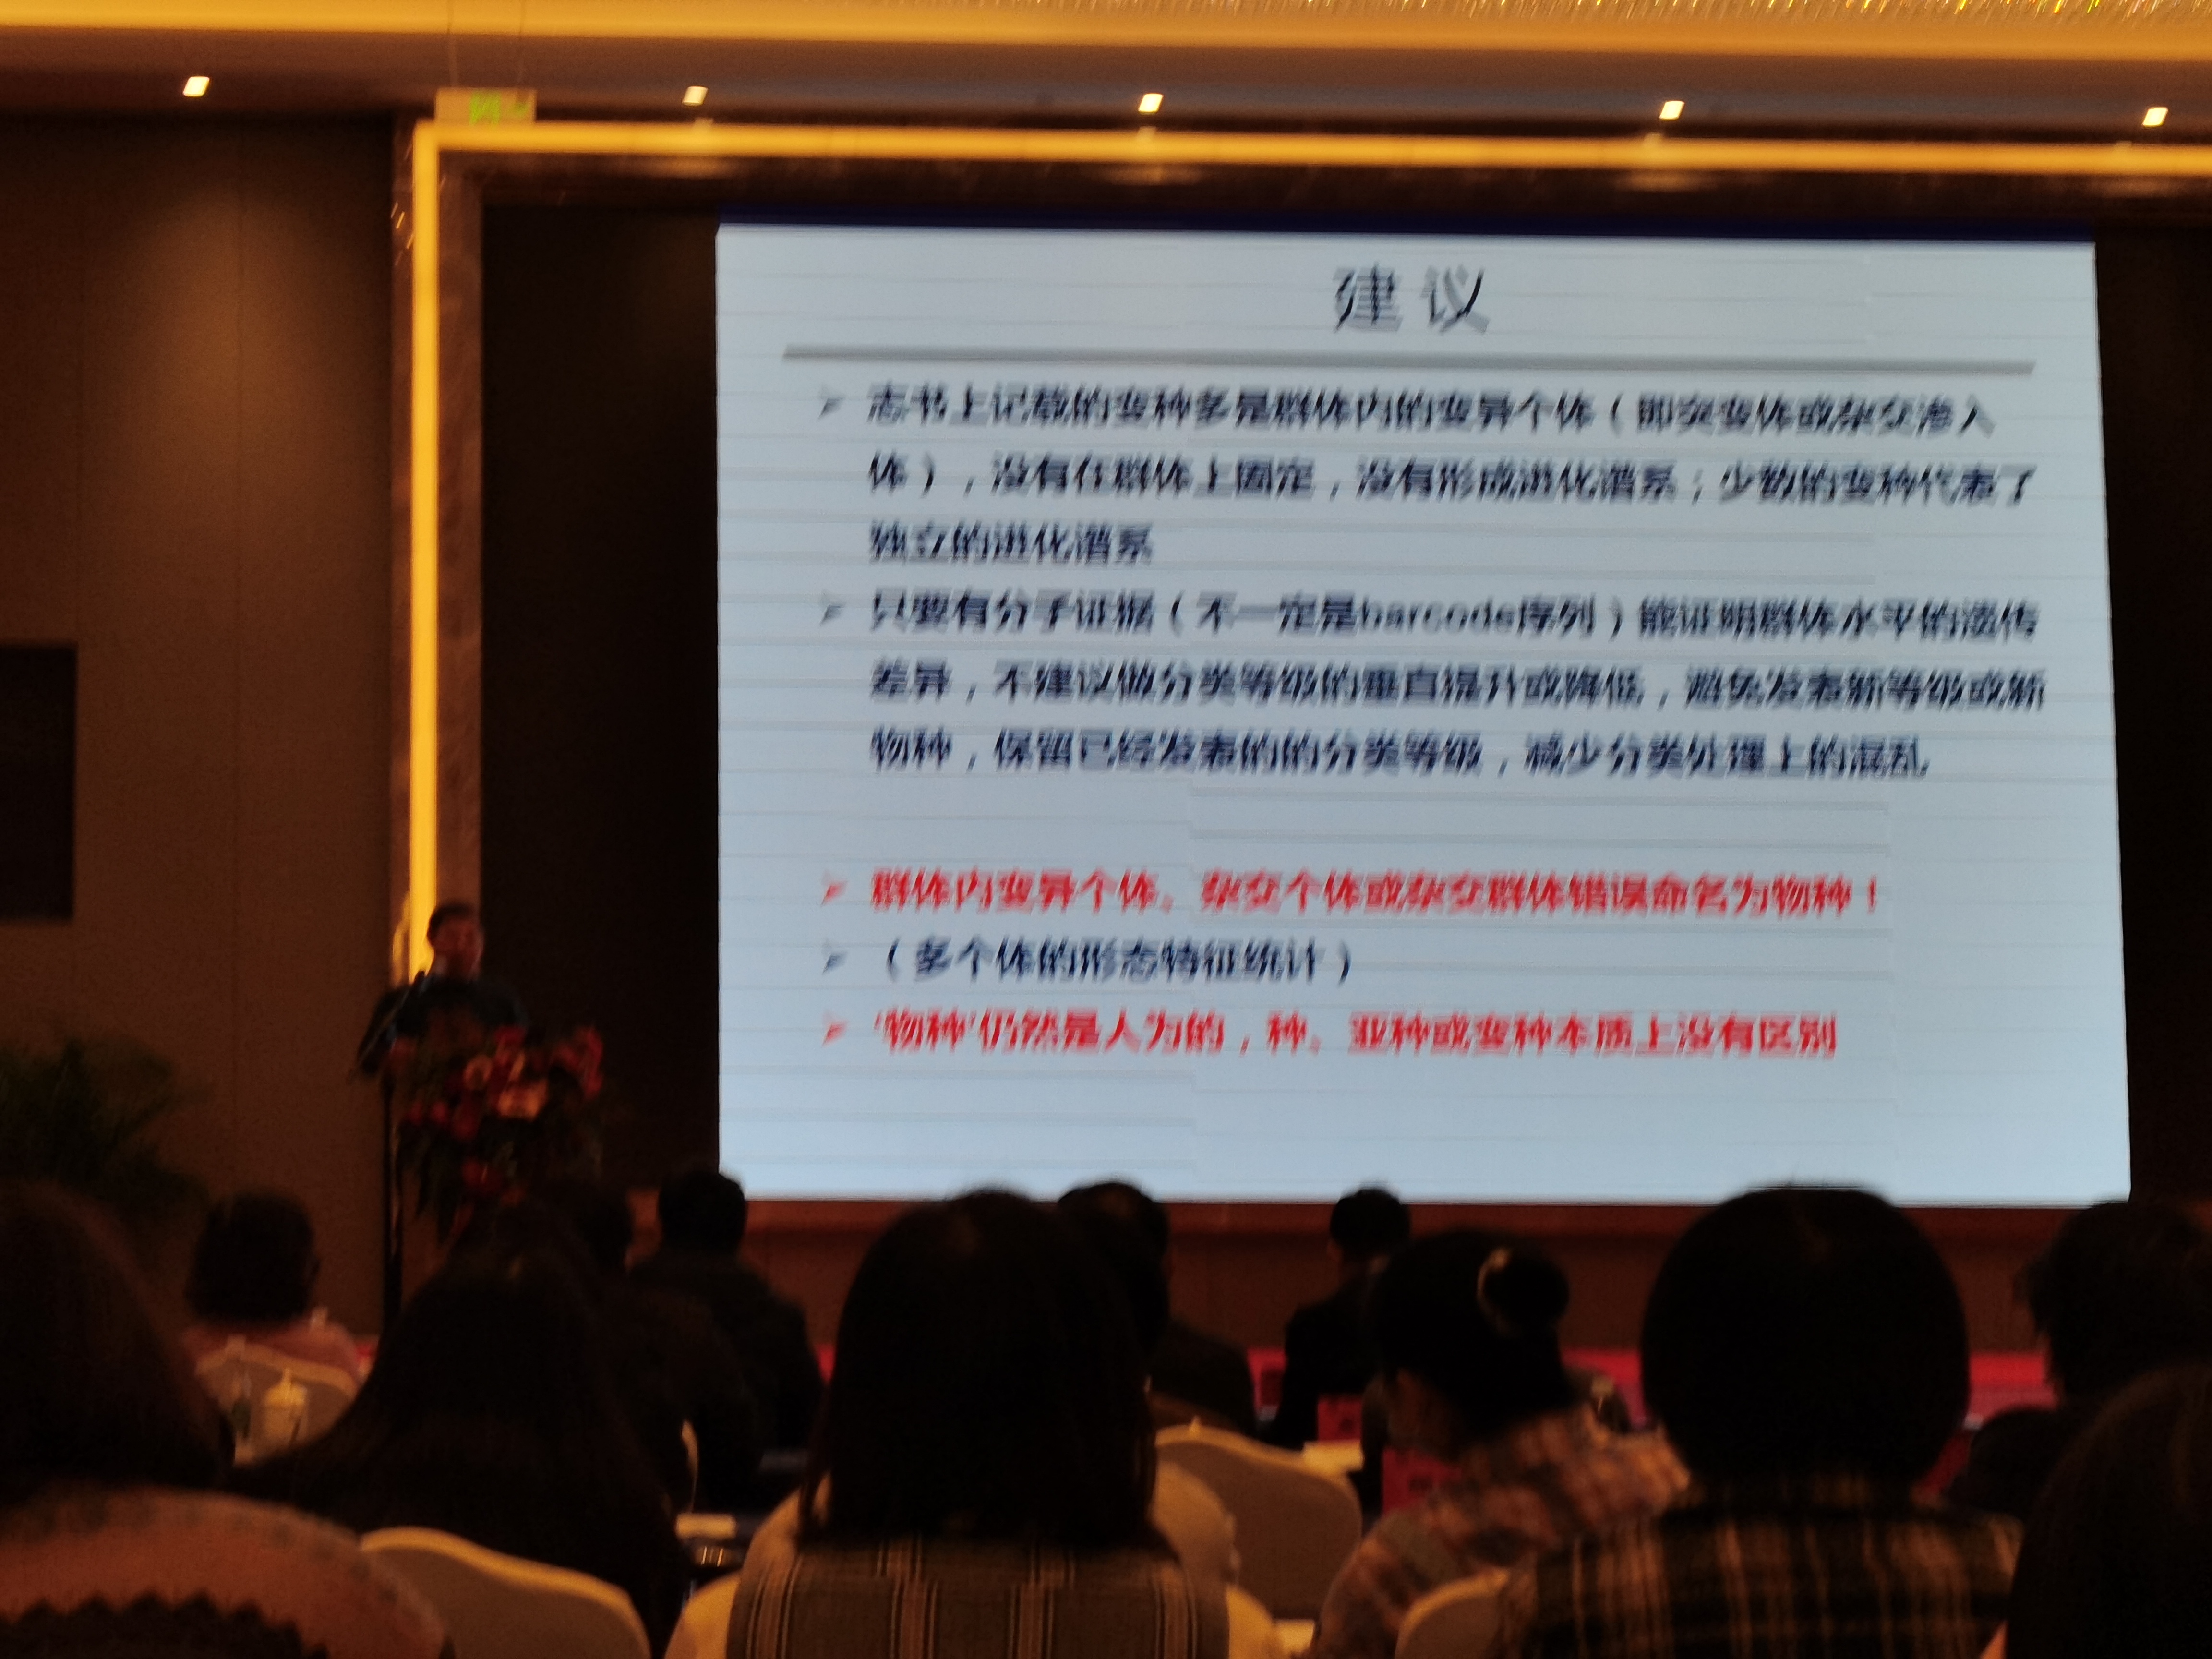 建 议
➢ 志书上记载的变种多是群体内的变异个体（即突变体或杂交渗入
体），没有在群体上固定，没有形成进化谱系；少数的变种代表了
独立的进化谱系
➢ 只要有分子证据（不一定是barcode序列）能证明群体水平的遗传
差异，不建议做分类等级的垂直提升或降低，避免发表新等级或新
物种，保留已经发表的的分类等级，减少分类处理上的混乱
➢ 群体内变异个体、杂交个体或杂交群体错误命名为物种！
➢ （多个体的形态特征统计）
➢ ‘物种’仍然是人为的，种、亚种或变种本质上没有区别